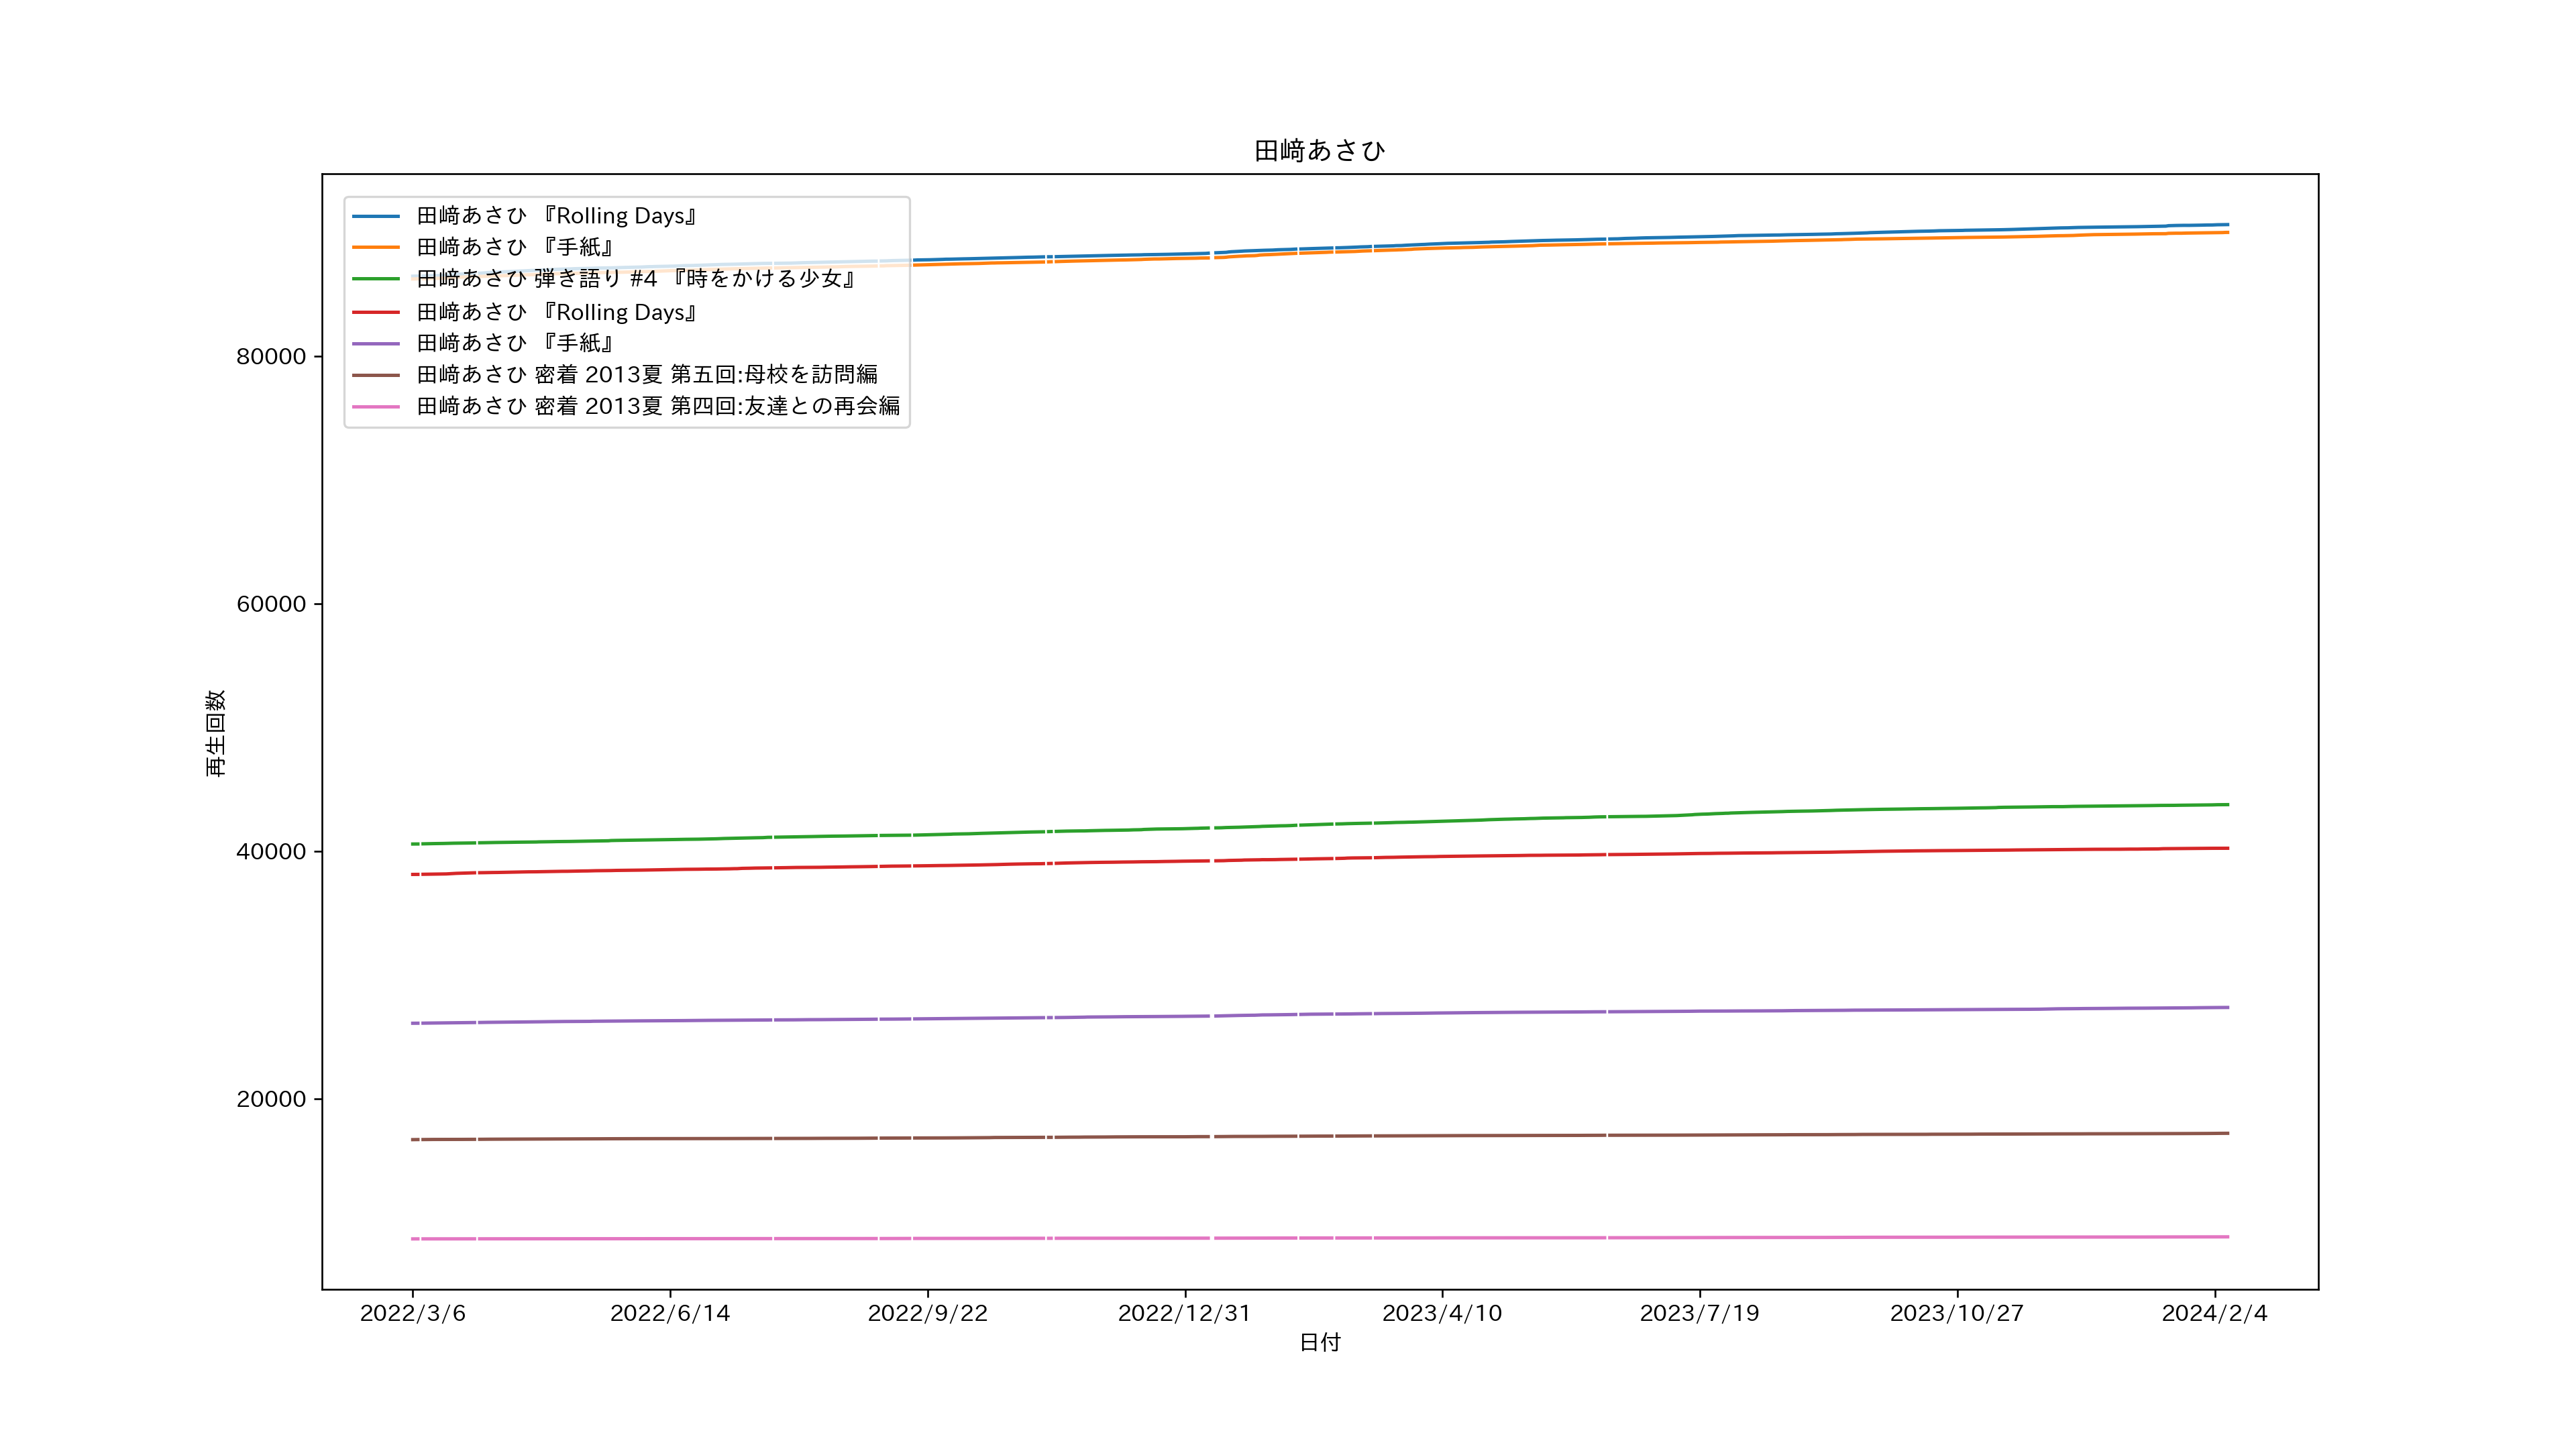 田﨑あさひ
田﨑あさひ 『Rolling Days』
田﨑あさひ 『手紙』
田﨑あさひ 弾き語り #4 『時をかける少女』
田﨑あさひ 『Rolling Days』
田﨑あさひ 『手紙』
田﨑あさひ 密着 2013夏 第五回:母校を訪問編
田﨑あさひ 密着 2013夏 第四回:友達との再会編
80000
60000
40000
20000
再生回数
2022/3/6
2022/6/14
2022/9/22
2022/12/31
2023/4/10
2023/7/19
2023/10/27
2024/2/4
日付